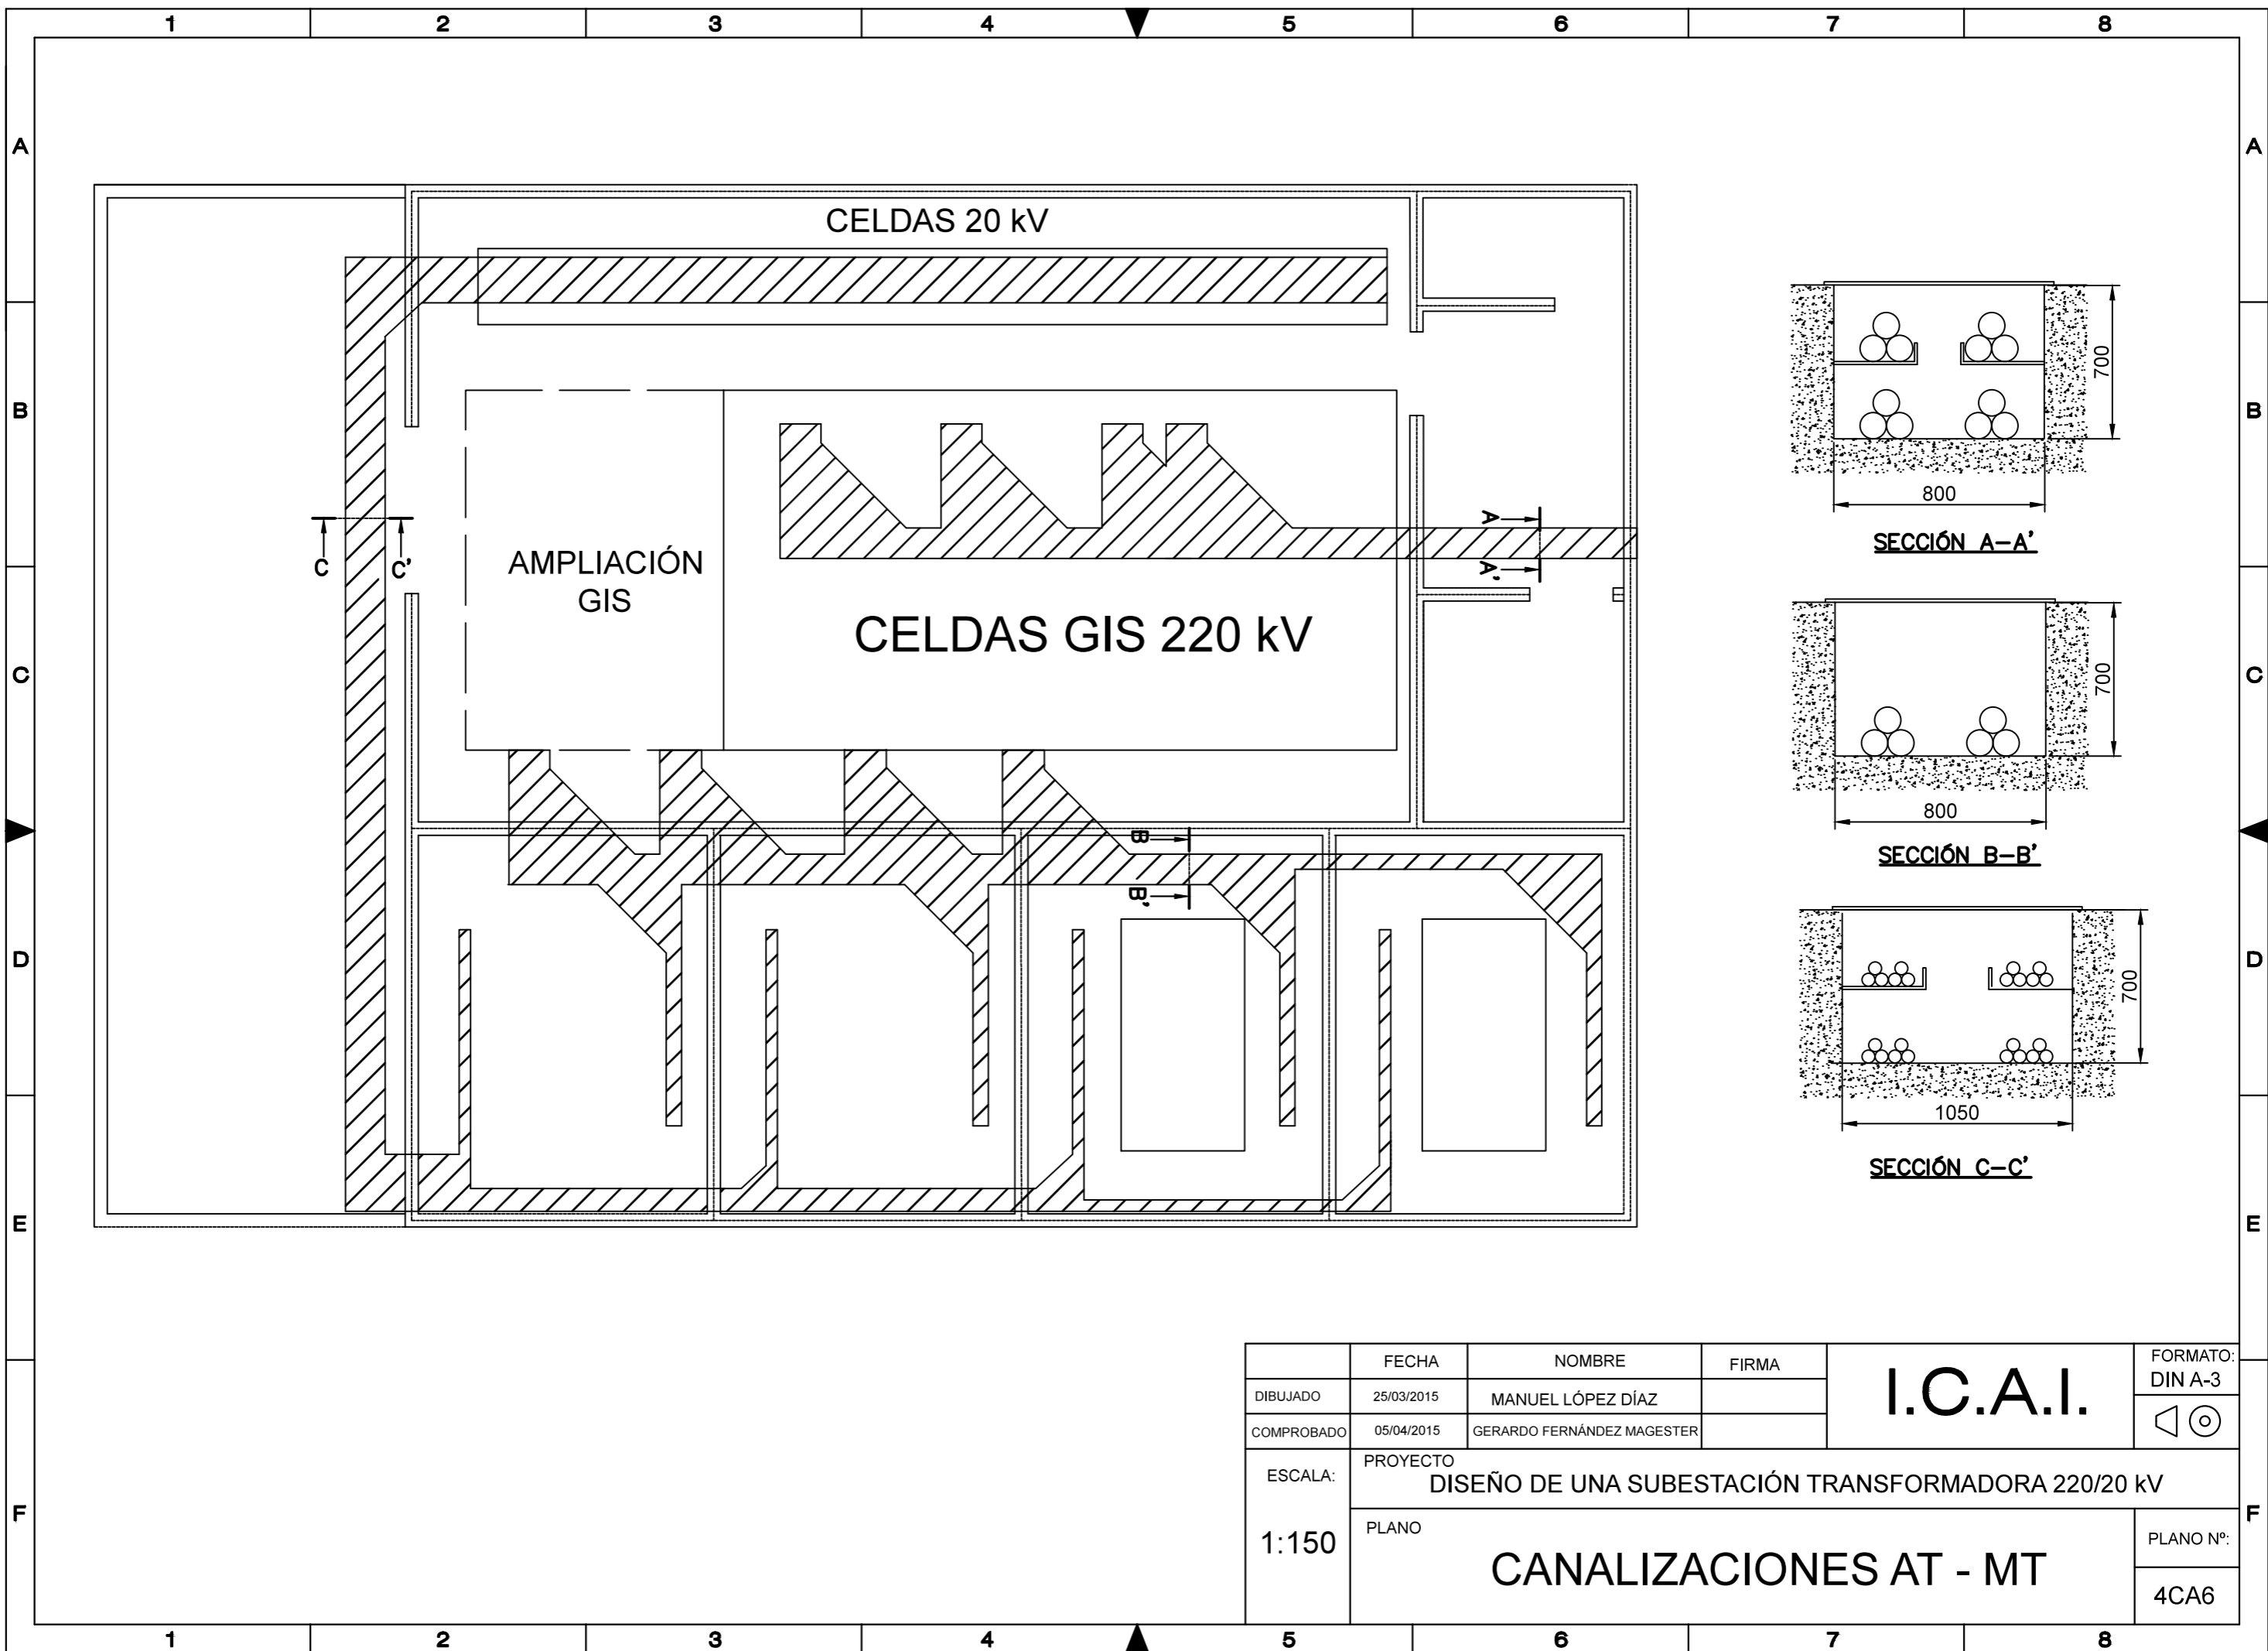 1 2 3 4 5 6 7 8
A A
CELDAS 20 kV
B B
700
800
SECCIÓN A-A'
A
A'
C C'
AMPLIACIÓN
GIS
CELDAS GIS 220 kV
C C
700
800
SECCIÓN B-B'
B
B'
D D
700
1050
SECCIÓN C-C'
E E
FECHA NOMBRE FIRMA
DIBUJADO 25/03/2015 MANUEL LÓPEZ DÍAZ
COMPROBADO 05/04/2015 GERARDO FERNÁNDEZ MAGESTER
I.C.A.I.
FORMATO:
DIN A-3
ESCALA:
1:150
PROYECTO
DISEÑO DE UNA SUBESTACIÓN TRANSFORMADORA 220/20 kV
F F
PLANO
CANALIZACIONES AT - MT
PLANO Nº:
4CA6
1 2 3 4 5 6 7 8